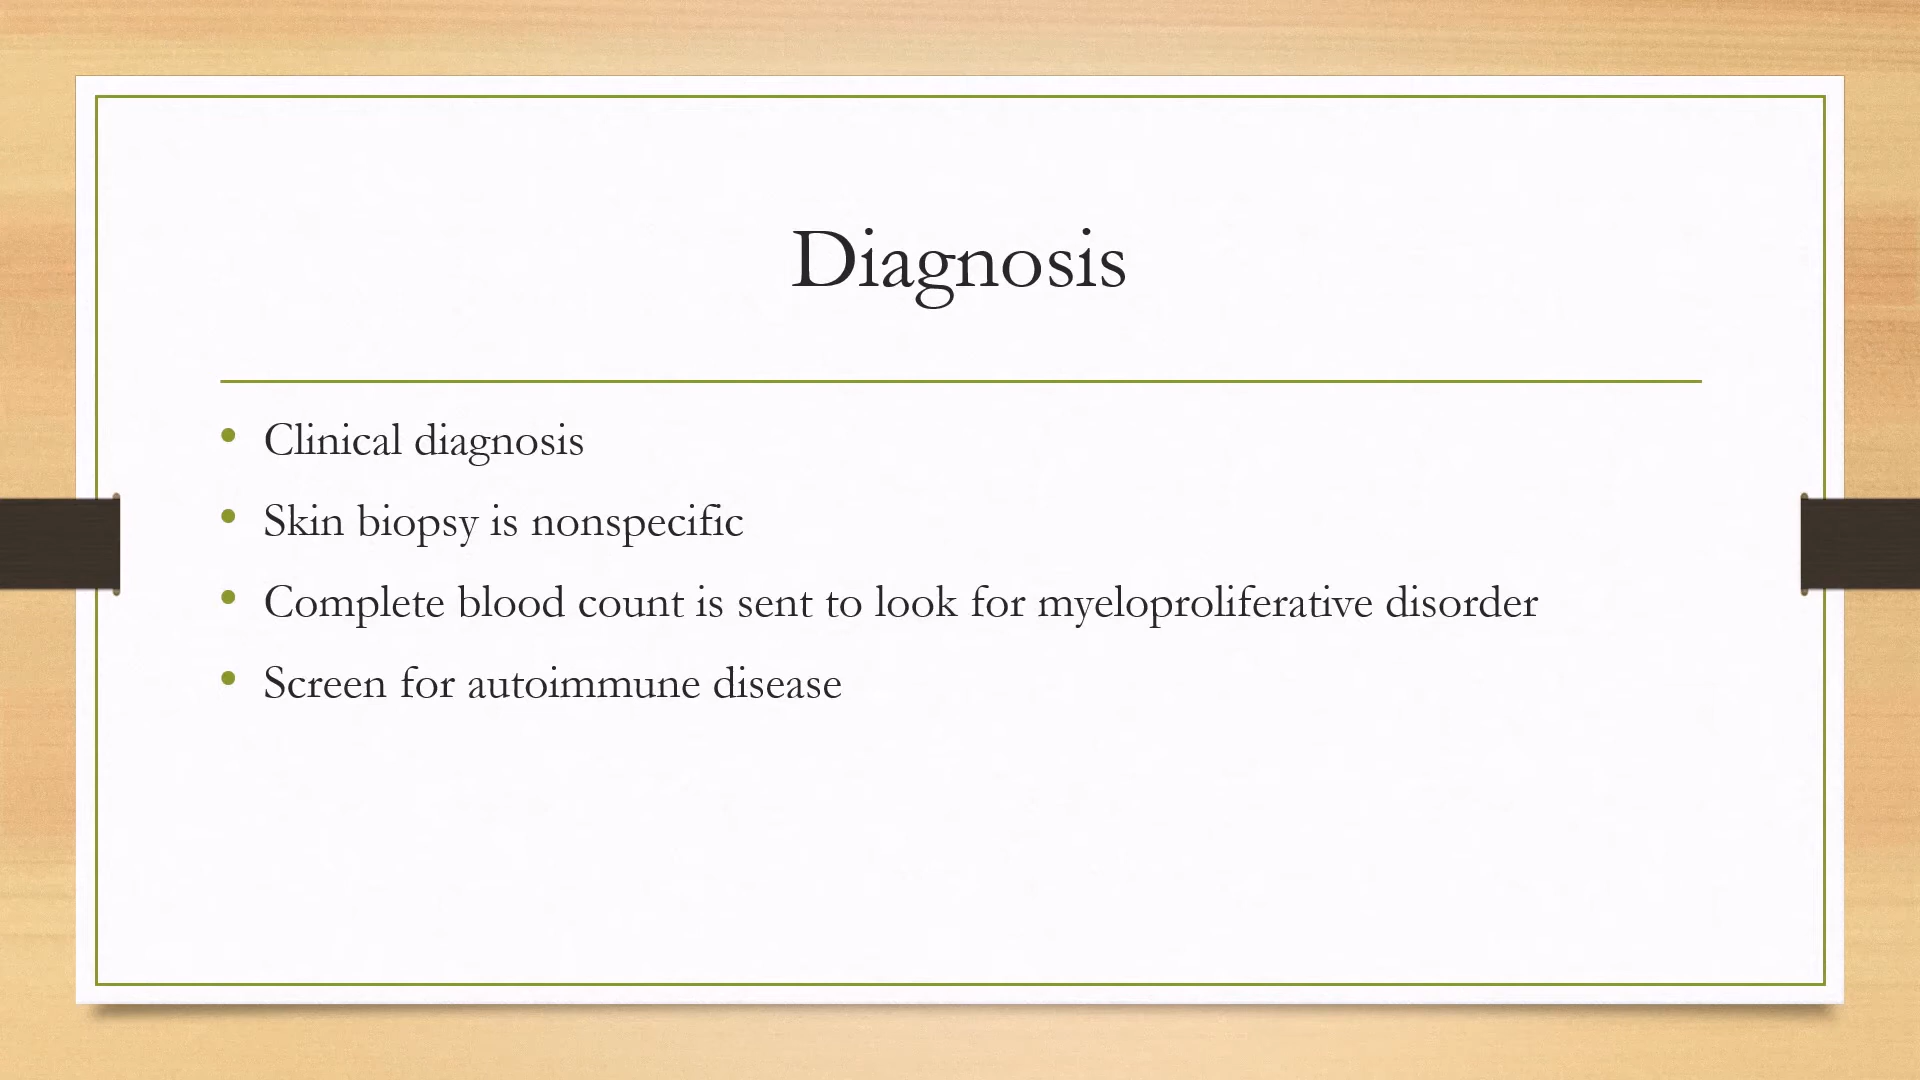 Diagnosis
• Clinical diagnosis
• Skin biopsy is nonspecific
• Complete blood count is sent to look for myeloproliferative disorder
• Screen for autoimmune disease